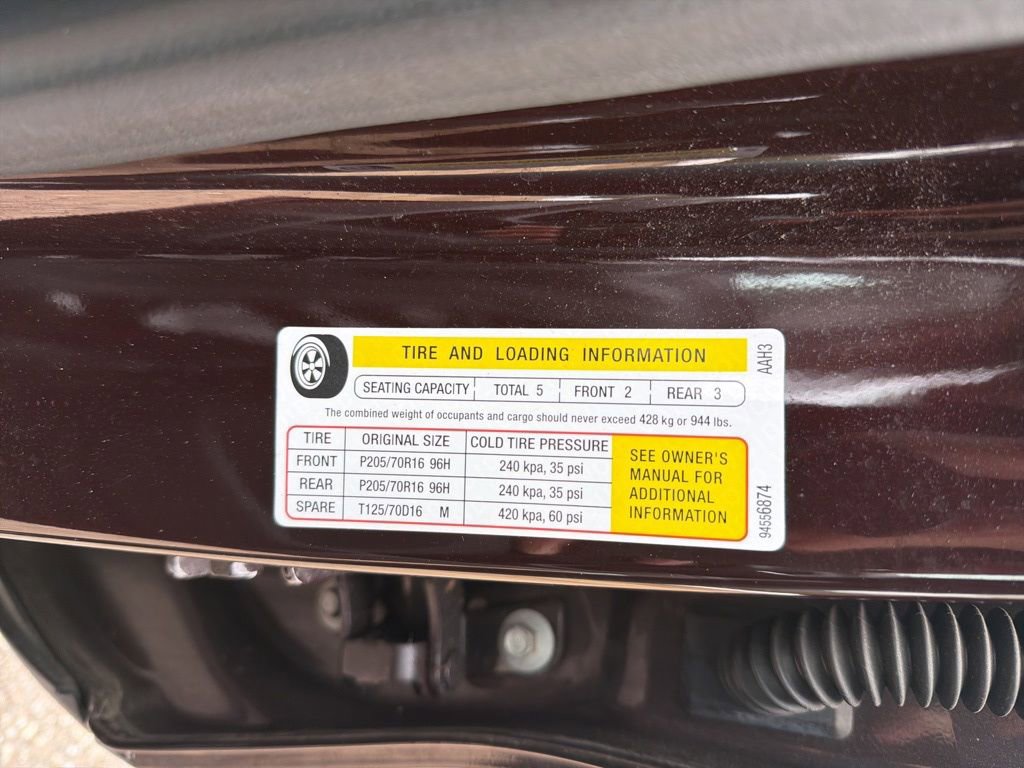 TIRE AND LOADING INFORMATION
SEATING CAPACITY TOTAL 5 FRONT 2 REAR 3
The combined weight of occupants and cargo should never exceed 428 kg or 944 lbs.
TIRE ORIGINAL SIZE COLD TIRE PRESSURE
FRONT P205/70R16 96H 240 kpa, 35 psi
REAR P205/70R16 96H 240 kpa, 35 psi
SPARE T125/70D16 M 420 kpa, 60 psi
SEE OWNER'S
MANUAL FOR
ADDITIONAL
INFORMATION
AAH3
94556874